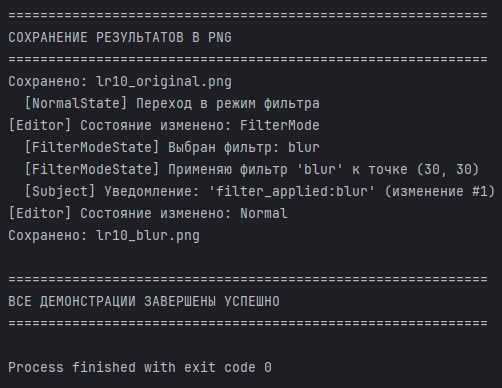 ============================================================
СОХРАНЕНИЕ РЕЗУЛЬТАТОВ В PNG
============================================================
Сохранено: lr10_original.png
  [NormalState] Переход в режим фильтра
[Editor] Состояние изменено: FilterMode
  [FilterModeState] Выбран фильтр: blur
  [FilterModeState] Применяю фильтр 'blur' к точке (30, 30)
  [Subject] Уведомление: 'filter_applied:blur' (изменение #1)
[Editor] Состояние изменено: Normal
Сохранено: lr10_blur.png

============================================================
ВСЕ ДЕМОНСТРАЦИИ ЗАВЕРШЕНЫ УСПЕШНО
============================================================

Process finished with exit code 0